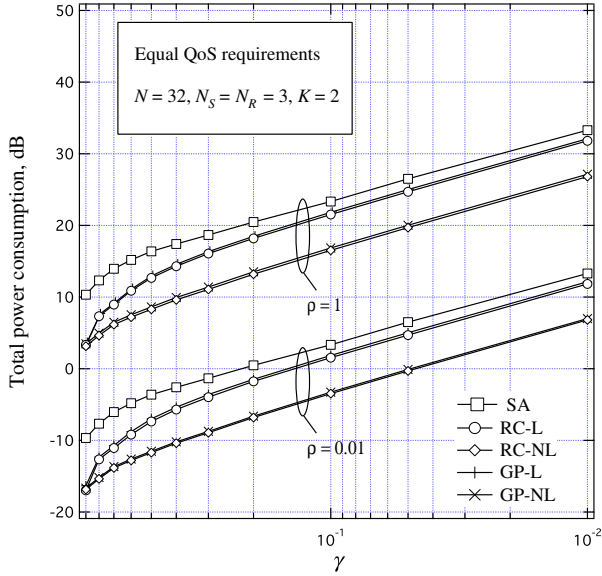 Total power consumption, dB
50
40
30
20
10
0
-10
-20
Equal QoS requirements
N = 32, N_S = N_R = 3, K = 2
ρ = 1
ρ = 0.01
SA
RC-L
RC-NL
GP-L
GP-NL
10^-1
10^-2
γ